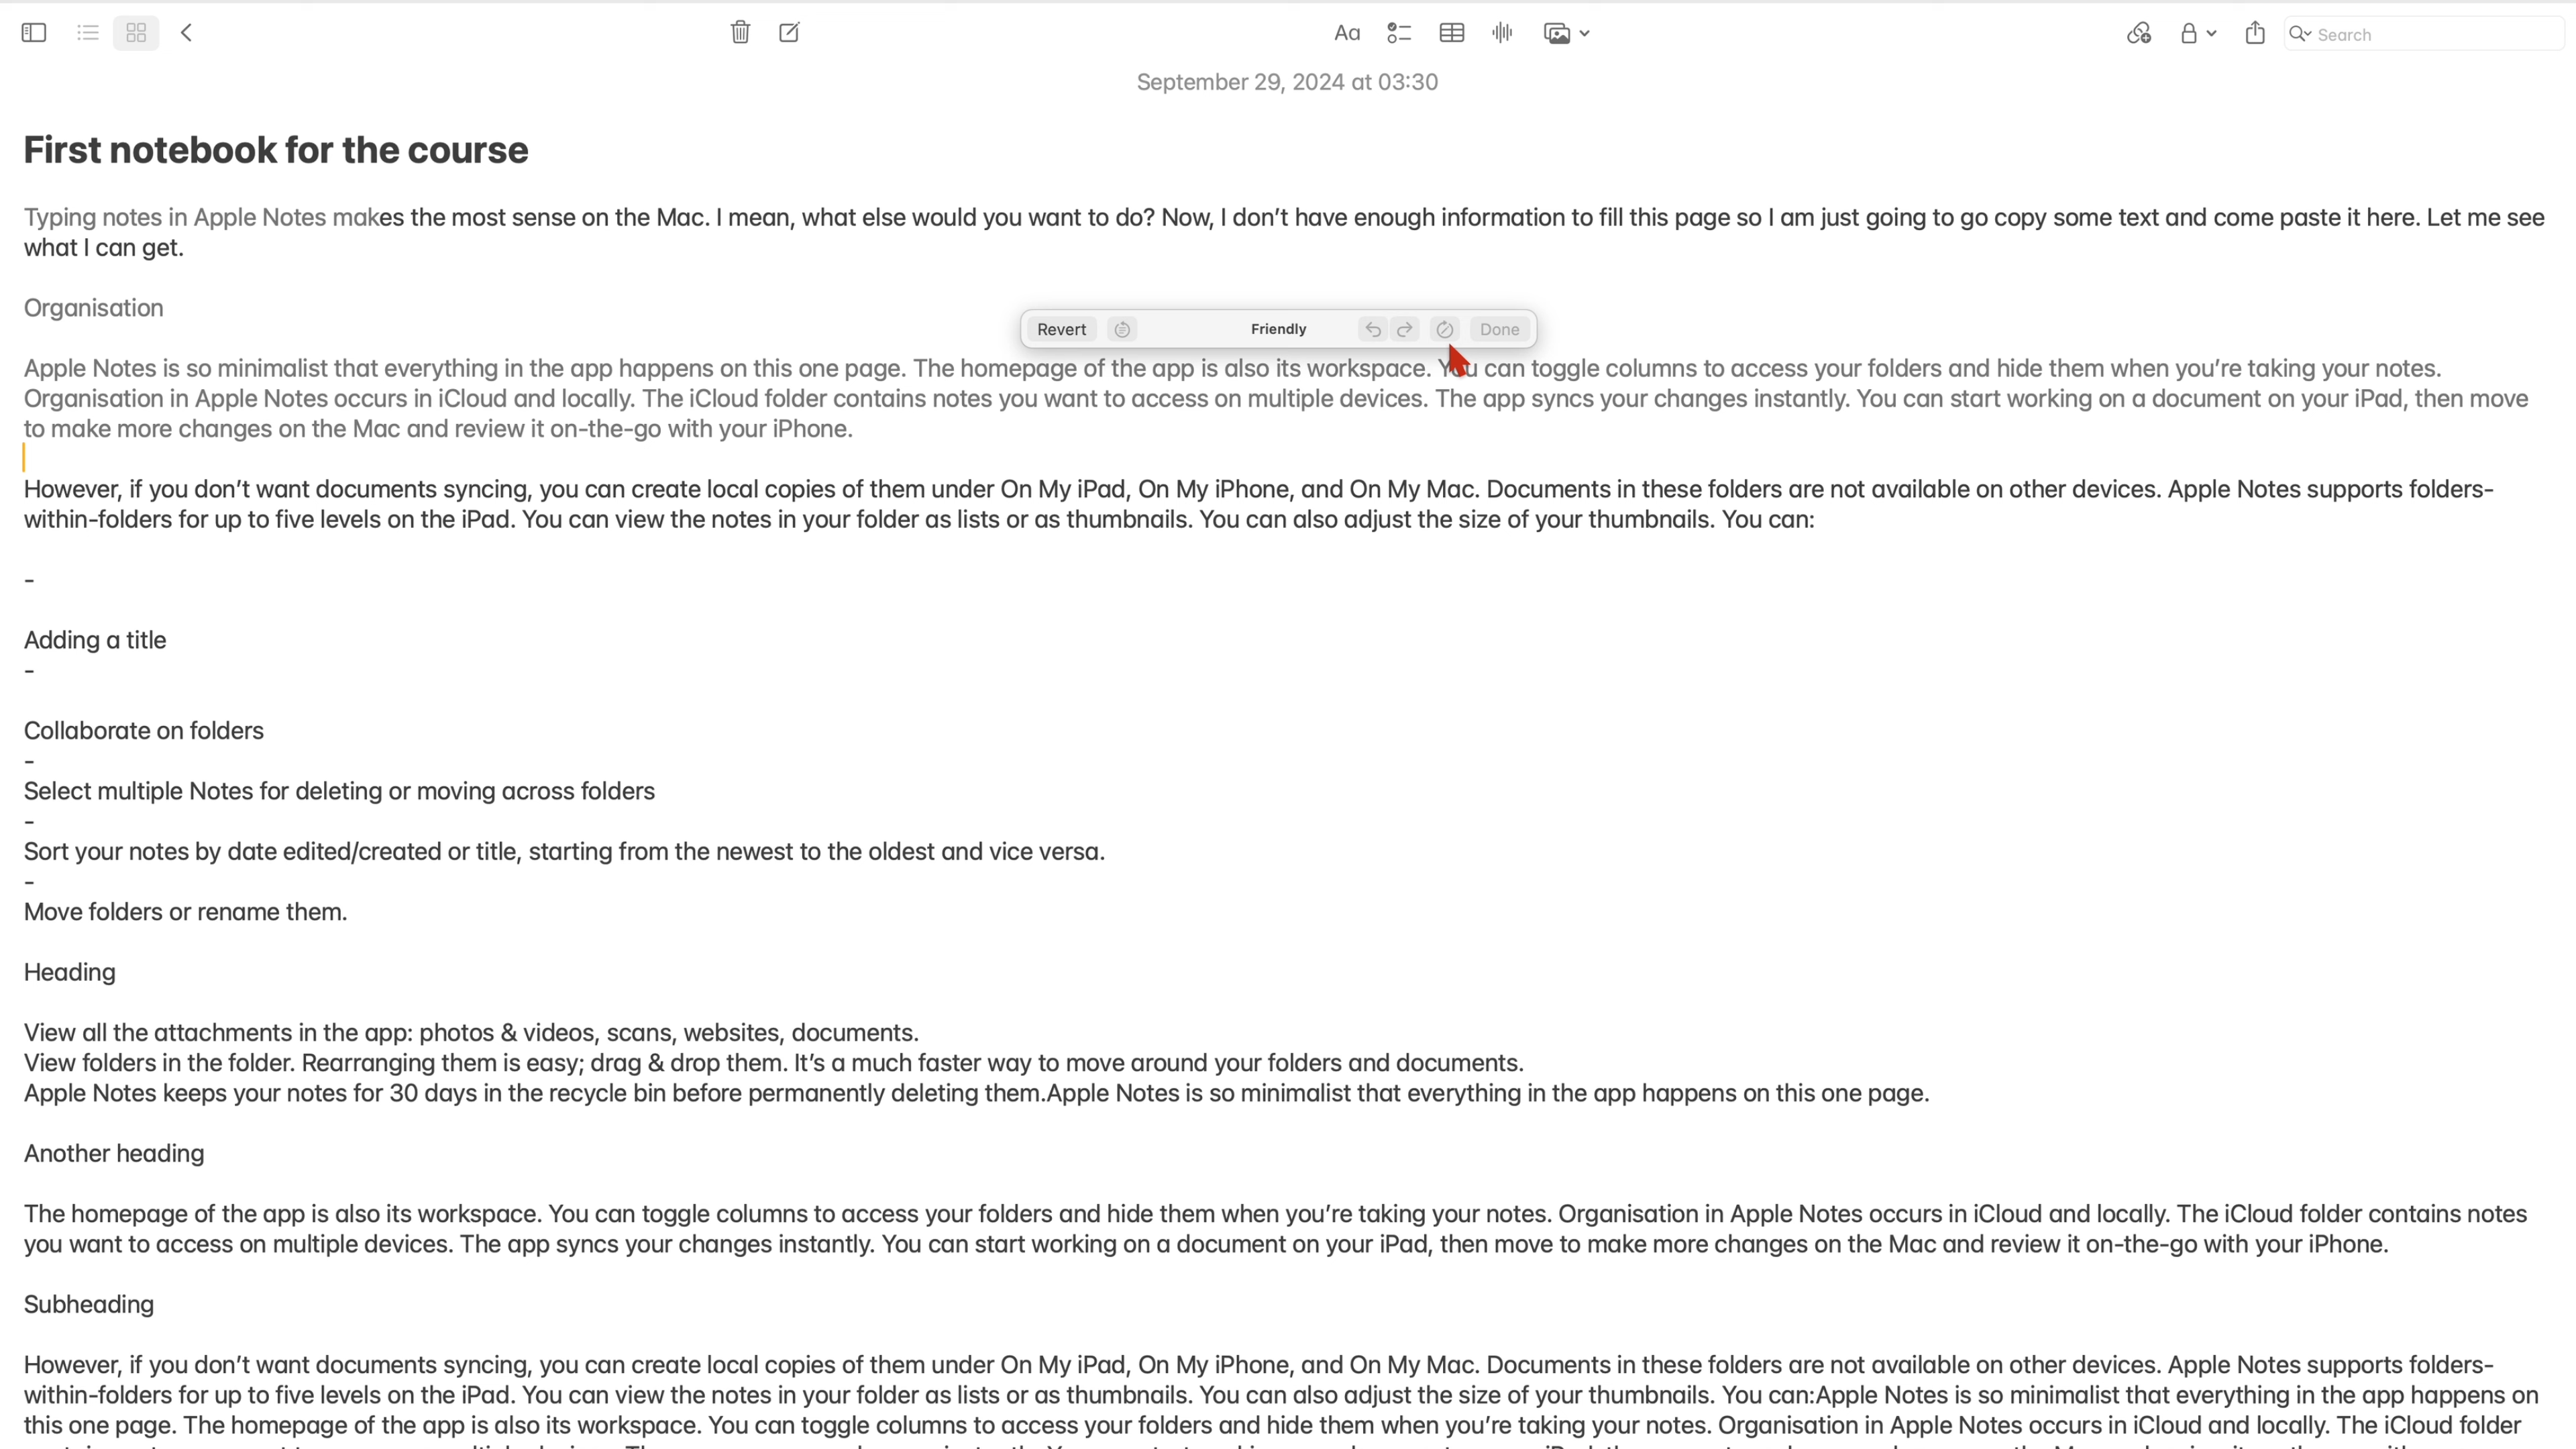 Aa
Search
September 29, 2024 at 03:30
First notebook for the course
Typing notes in Apple Notes makes the most sense on the Mac. I mean, what else would you want to do? Now, I don't have enough information to fill this page so I am just going to go copy some text and come paste it here. Let me see
what I can get.
Organisation
Revert
Friendly
Done
Apple Notes is so minimalist that everything in the app happens on this one page. The homepage of the app is also its workspace. You can toggle columns to access your folders and hide them when you're taking your notes.
Organisation in Apple Notes occurs in iCloud and locally. The iCloud folder contains notes you want to access on multiple devices. The app syncs your changes instantly. You can start working on a document on your iPad, then move
to make more changes on the Mac and review it on-the-go with your iPhone.
However, if you don't want documents syncing, you can create local copies of them under On My iPad, On My iPhone, and On My Mac. Documents in these folders are not available on other devices. Apple Notes supports folders-
within-folders for up to five levels on the iPad. You can view the notes in your folder as lists or as thumbnails. You can also adjust the size of your thumbnails. You can:
-
Adding a title
-
Collaborate on folders
-
Select multiple Notes for deleting or moving across folders
-
Sort your notes by date edited/created or title, starting from the newest to the oldest and vice versa.
-
Move folders or rename them.
Heading
View all the attachments in the app: photos & videos, scans, websites, documents.
View folders in the folder. Rearranging them is easy; drag & drop them. It's a much faster way to move around your folders and documents.
Apple Notes keeps your notes for 30 days in the recycle bin before permanently deleting them.Apple Notes is so minimalist that everything in the app happens on this one page.
Another heading
The homepage of the app is also its workspace. You can toggle columns to access your folders and hide them when you're taking your notes. Organisation in Apple Notes occurs in iCloud and locally. The iCloud folder contains notes
you want to access on multiple devices. The app syncs your changes instantly. You can start working on a document on your iPad, then move to make more changes on the Mac and review it on-the-go with your iPhone.
Subheading
However, if you don't want documents syncing, you can create local copies of them under On My iPad, On My iPhone, and On My Mac. Documents in these folders are not available on other devices. Apple Notes supports folders-
within-folders for up to five levels on the iPad. You can view the notes in your folder as lists or as thumbnails. You can also adjust the size of your thumbnails. You can:Apple Notes is so minimalist that everything in the app happens on
this one page. The homepage of the app is also its workspace. You can toggle columns to access your folders and hide them when you're taking your notes. Organisation in Apple Notes occurs in iCloud and locally. The iCloud folder